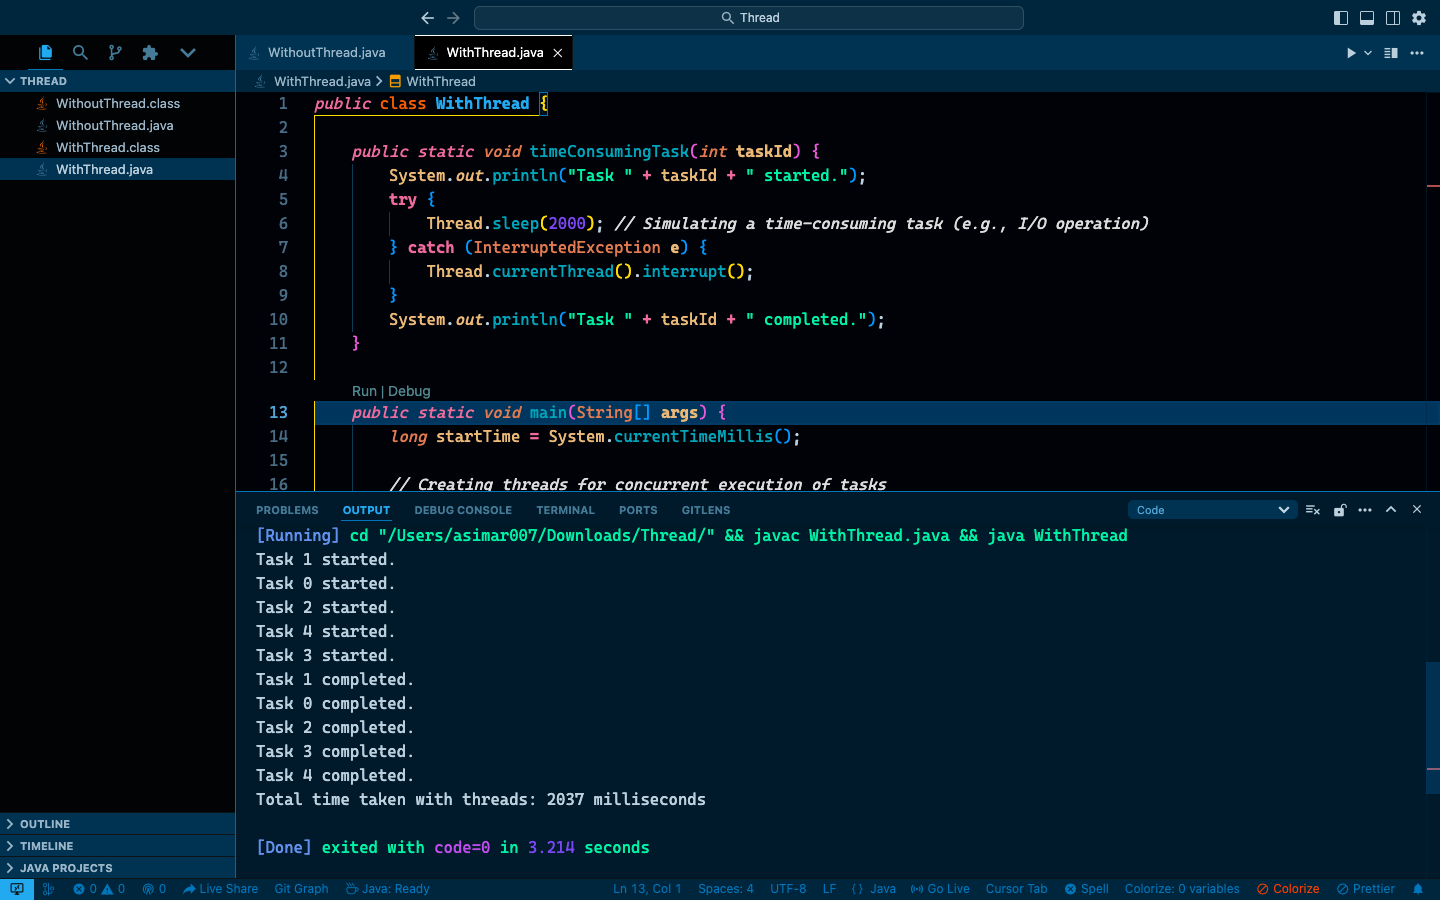 Thread
WithoutThread.java
WithThread.java
THREAD
WithThread.java
WithThread
WithoutThread.class
WithoutThread.java
WithThread.class
WithThread.java
1 public class WithThread {
2
3 public static void timeConsumingTask(int taskId) {
4 System.out.println("Task " + taskId + " started.");
5 try {
6 Thread.sleep(2000); // Simulating a time-consuming task (e.g., I/O operation)
7 } catch (InterruptedException e) {
8 Thread.currentThread().interrupt();
9 }
10 System.out.println("Task " + taskId + " completed.");
11 }
12
Run | Debug
13 public static void main(String[] args) {
14 long startTime = System.currentTimeMillis();
15
16 // Creating threads for concurrent execution of tasks
PROBLEMS OUTPUT DEBUG CONSOLE TERMINAL PORTS GITLENS
Code
[Running] cd "/Users/asimar007/Downloads/Thread/" && javac WithThread.java && java WithThread
Task 1 started.
Task 0 started.
Task 2 started.
Task 4 started.
Task 3 started.
Task 1 completed.
Task 0 completed.
Task 2 completed.
Task 3 completed.
Task 4 completed.
Total time taken with threads: 2037 milliseconds
[Done] exited with code=0 in 3.214 seconds
OUTLINE
TIMELINE
JAVA PROJECTS
0 0 0 Live Share Git Graph Java: Ready Ln 13, Col 1 Spaces: 4 UTF-8 LF {} Java Go Live Cursor Tab Spell Colorize: 0 variables Colorize Prettier